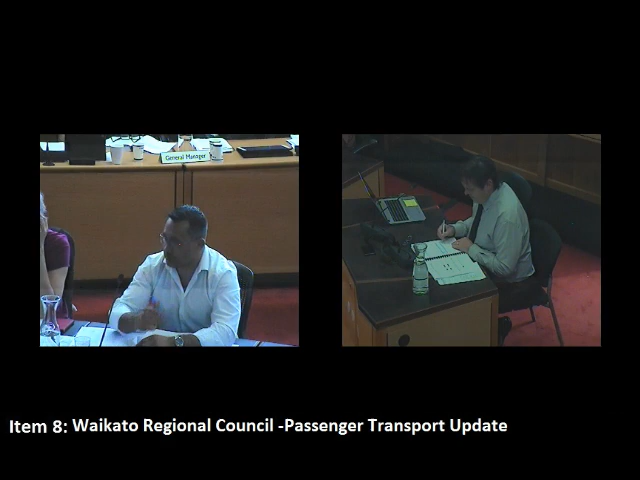 General Manager
Item 8: Waikato Regional Council -Passenger Transport Update